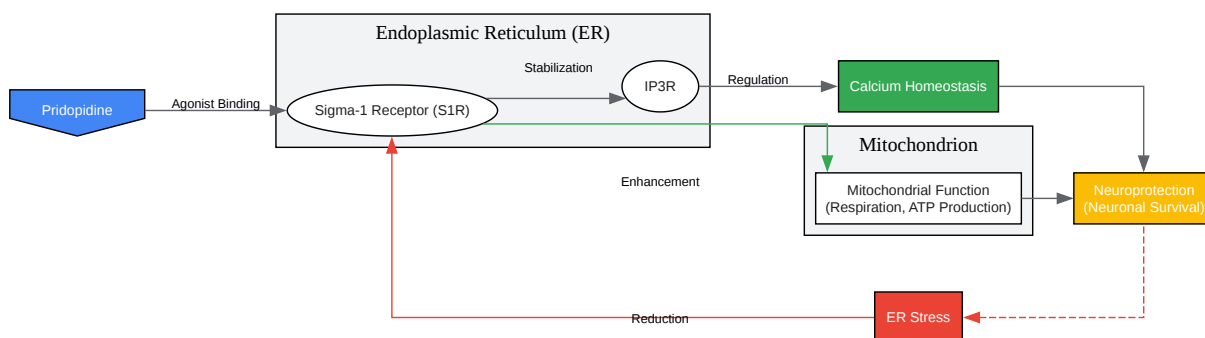 Endoplasmic Reticulum (ER)
Pridopidine
Agonist Binding
Sigma-1 Receptor (S1R)
Stabilization
IP3R
Regulation
Calcium Homeostasis
Enhancement
Mitochondrion
Mitochondrial Function
(Respiration, ATP Production)
Neuroprotection
(Neuronal Survival)
Reduction
ER Stress